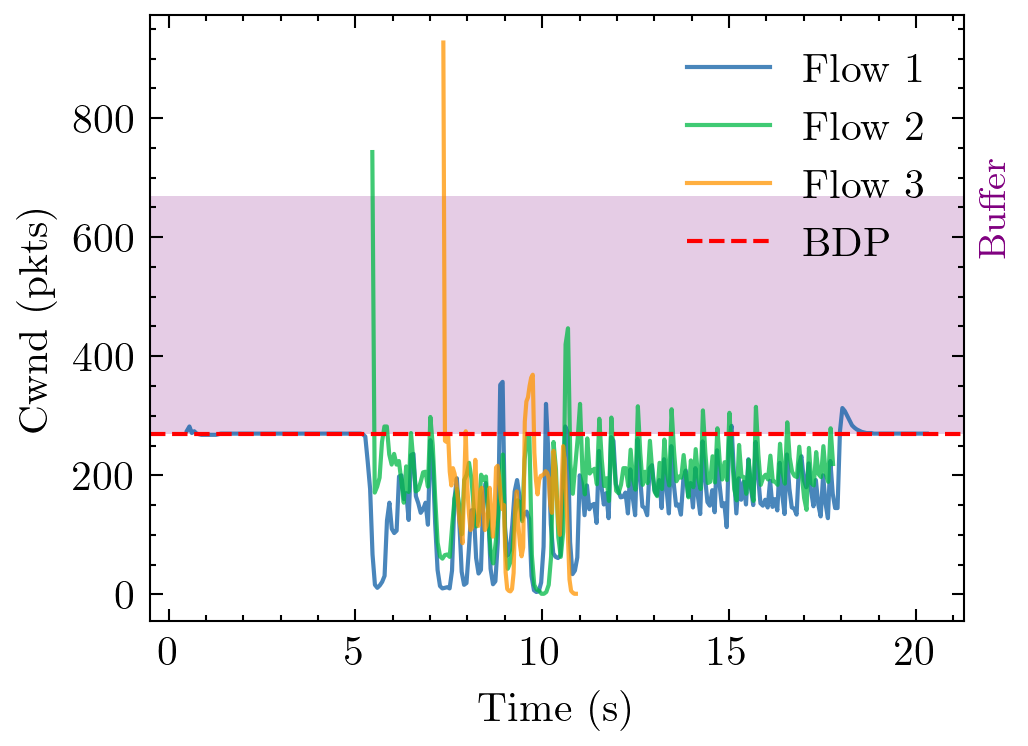 Flow 1
Flow 2
Flow 3
BDP
800
600
400
200
0
Cwnd (pkts)
Buffer
0 5 10 15 20
Time (s)